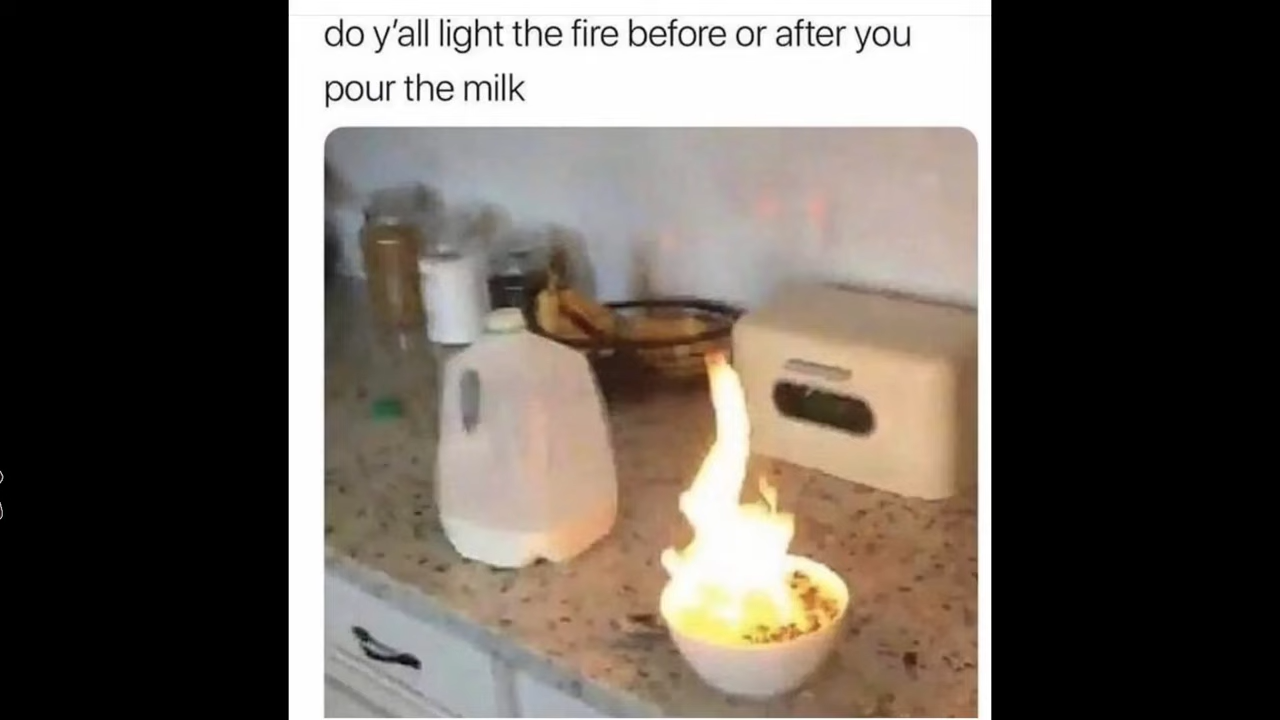 do y'all light the fire before or after you
pour the milk